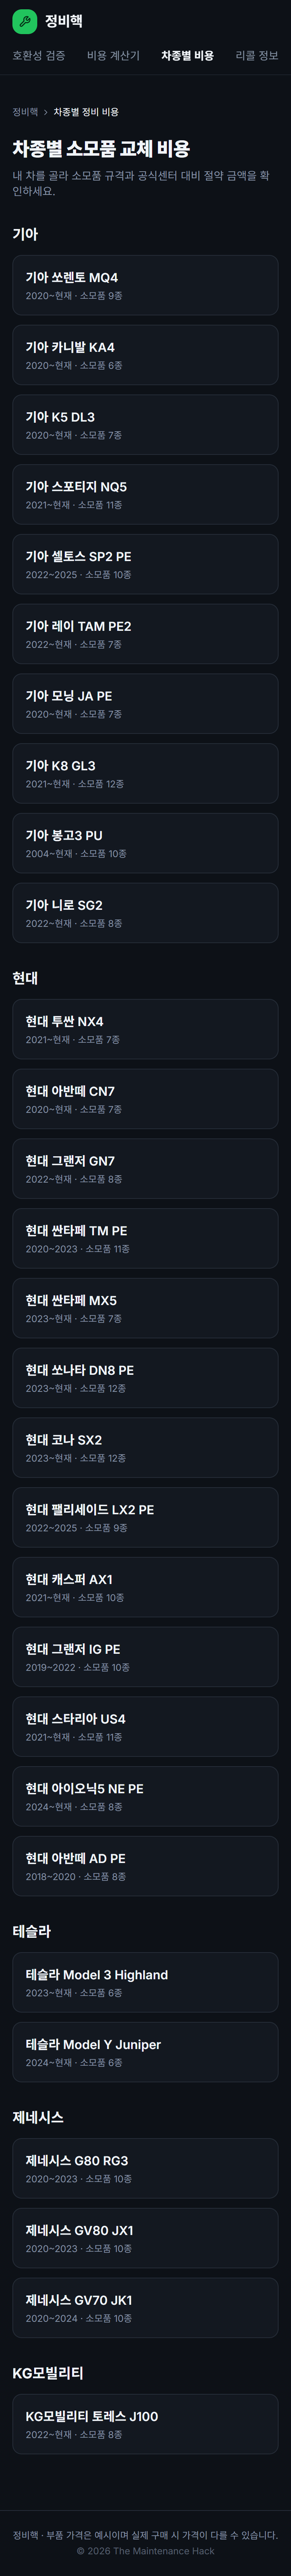 정비핵
호환성 검증 비용 계산기 차종별 비용 리콜 정보
정비핵 > 차종별 정비 비용
차종별 소모품 교체 비용
내 차를 골라 소모품 규격과 공식센터 대비 절약 금액을 확
인하세요.
기아
기아 쏘렌토 MQ4
2020~현재 · 소모품 9종
기아 카니발 KA4
2020~현재 · 소모품 6종
기아 K5 DL3
2020~현재 · 소모품 7종
기아 스포티지 NQ5
2021~현재 · 소모품 11종
기아 셀토스 SP2 PE
2022~2025 · 소모품 10종
기아 레이 TAM PE2
2022~현재 · 소모품 7종
기아 모닝 JA PE
2020~현재 · 소모품 7종
기아 K8 GL3
2021~현재 · 소모품 12종
기아 봉고3 PU
2004~현재 · 소모품 10종
기아 니로 SG2
2022~현재 · 소모품 8종
현대
현대 투싼 NX4
2021~현재 · 소모품 7종
현대 아반떼 CN7
2020~현재 · 소모품 7종
현대 그랜저 GN7
2022~현재 · 소모품 8종
현대 싼타페 TM PE
2020~2023 · 소모품 11종
현대 싼타페 MX5
2023~현재 · 소모품 7종
현대 쏘나타 DN8 PE
2023~현재 · 소모품 12종
현대 코나 SX2
2023~현재 · 소모품 12종
현대 팰리세이드 LX2 PE
2022~2025 · 소모품 9종
현대 캐스퍼 AX1
2021~현재 · 소모품 10종
현대 그랜저 IG PE
2019~2022 · 소모품 10종
현대 스타리아 US4
2021~현재 · 소모품 11종
현대 아이오닉5 NE PE
2024~현재 · 소모품 8종
현대 아반떼 AD PE
2018~2020 · 소모품 8종
테슬라
테슬라 Model 3 Highland
2023~현재 · 소모품 6종
테슬라 Model Y Juniper
2024~현재 · 소모품 6종
제네시스
제네시스 G80 RG3
2020~2023 · 소모품 10종
제네시스 GV80 JX1
2020~2023 · 소모품 10종
제네시스 GV70 JK1
2020~2024 · 소모품 10종
KG모빌리티
KG모빌리티 토레스 J100
2022~현재 · 소모품 8종
정비핵 · 부품 가격은 예시이며 실제 구매 시 가격이 다를 수 있습니다.
© 2026 The Maintenance Hack